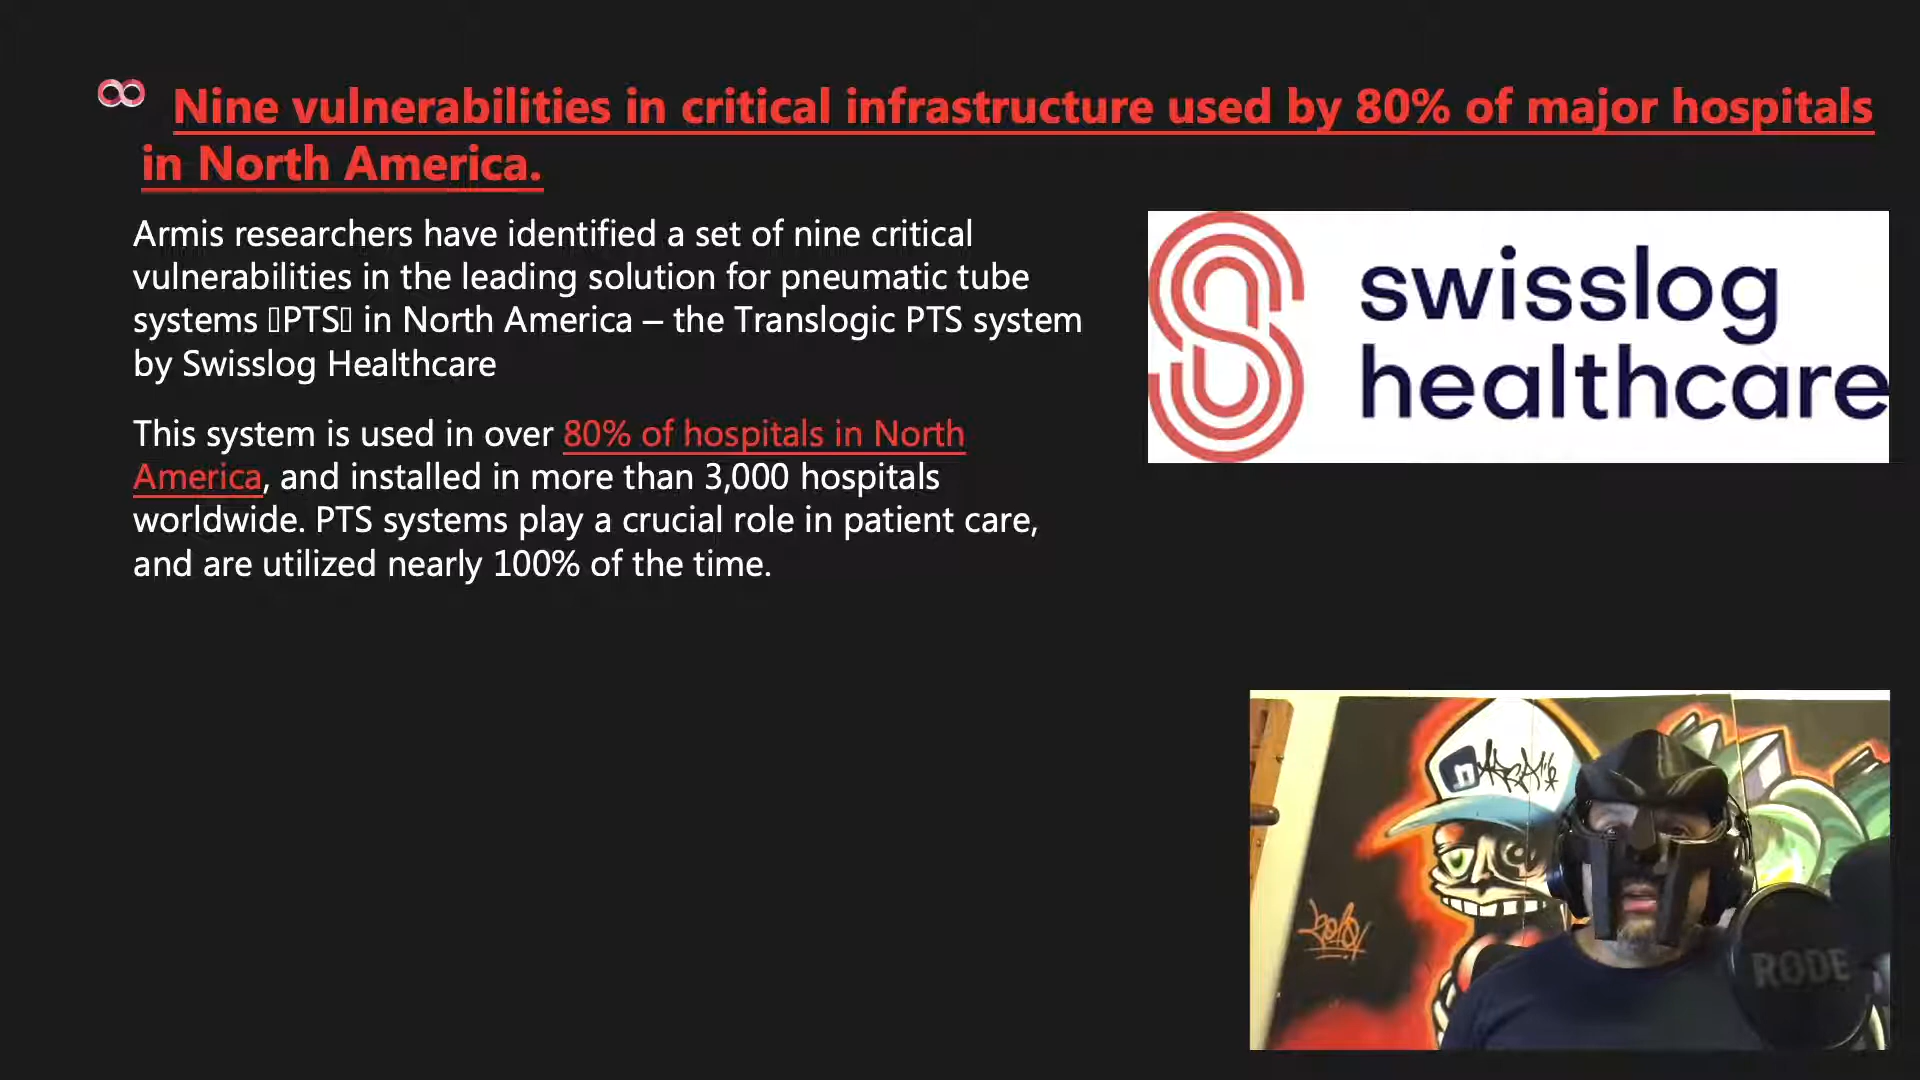 Nine vulnerabilities in critical infrastructure used by 80% of major hospitals
in North America.
Armis researchers have identified a set of nine critical
vulnerabilities in the leading solution for pneumatic tube
systems ▯PTS▯ in North America – the Translogic PTS system
by Swisslog Healthcare
This system is used in over 80% of hospitals in North
America, and installed in more than 3,000 hospitals
worldwide. PTS systems play a crucial role in patient care,
and are utilized nearly 100% of the time.
swisslog
healthcare
RØDE